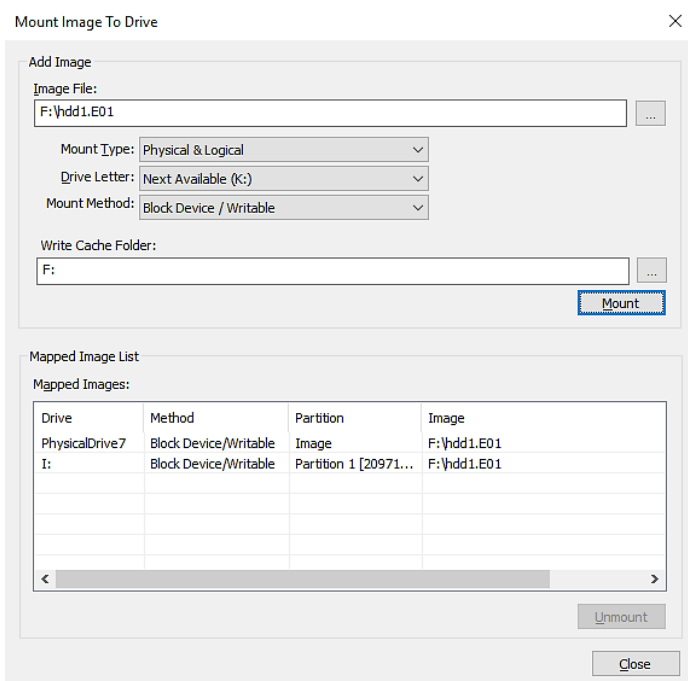 Mount Image To Drive
Add Image
Image File:
F:\hdd1.E01
...
Mount Type: Physical & Logical
Drive Letter: Next Available (K:)
Mount Method: Block Device / Writable
Write Cache Folder:
F:
...
Mount
Mapped Image List
Mapped Images:
Drive Method Partition Image
PhysicalDrive7 Block Device/Writable Image F:\hdd1.E01
I: Block Device/Writable Partition 1 [20971... F:\hdd1.E01
Unmount
Close